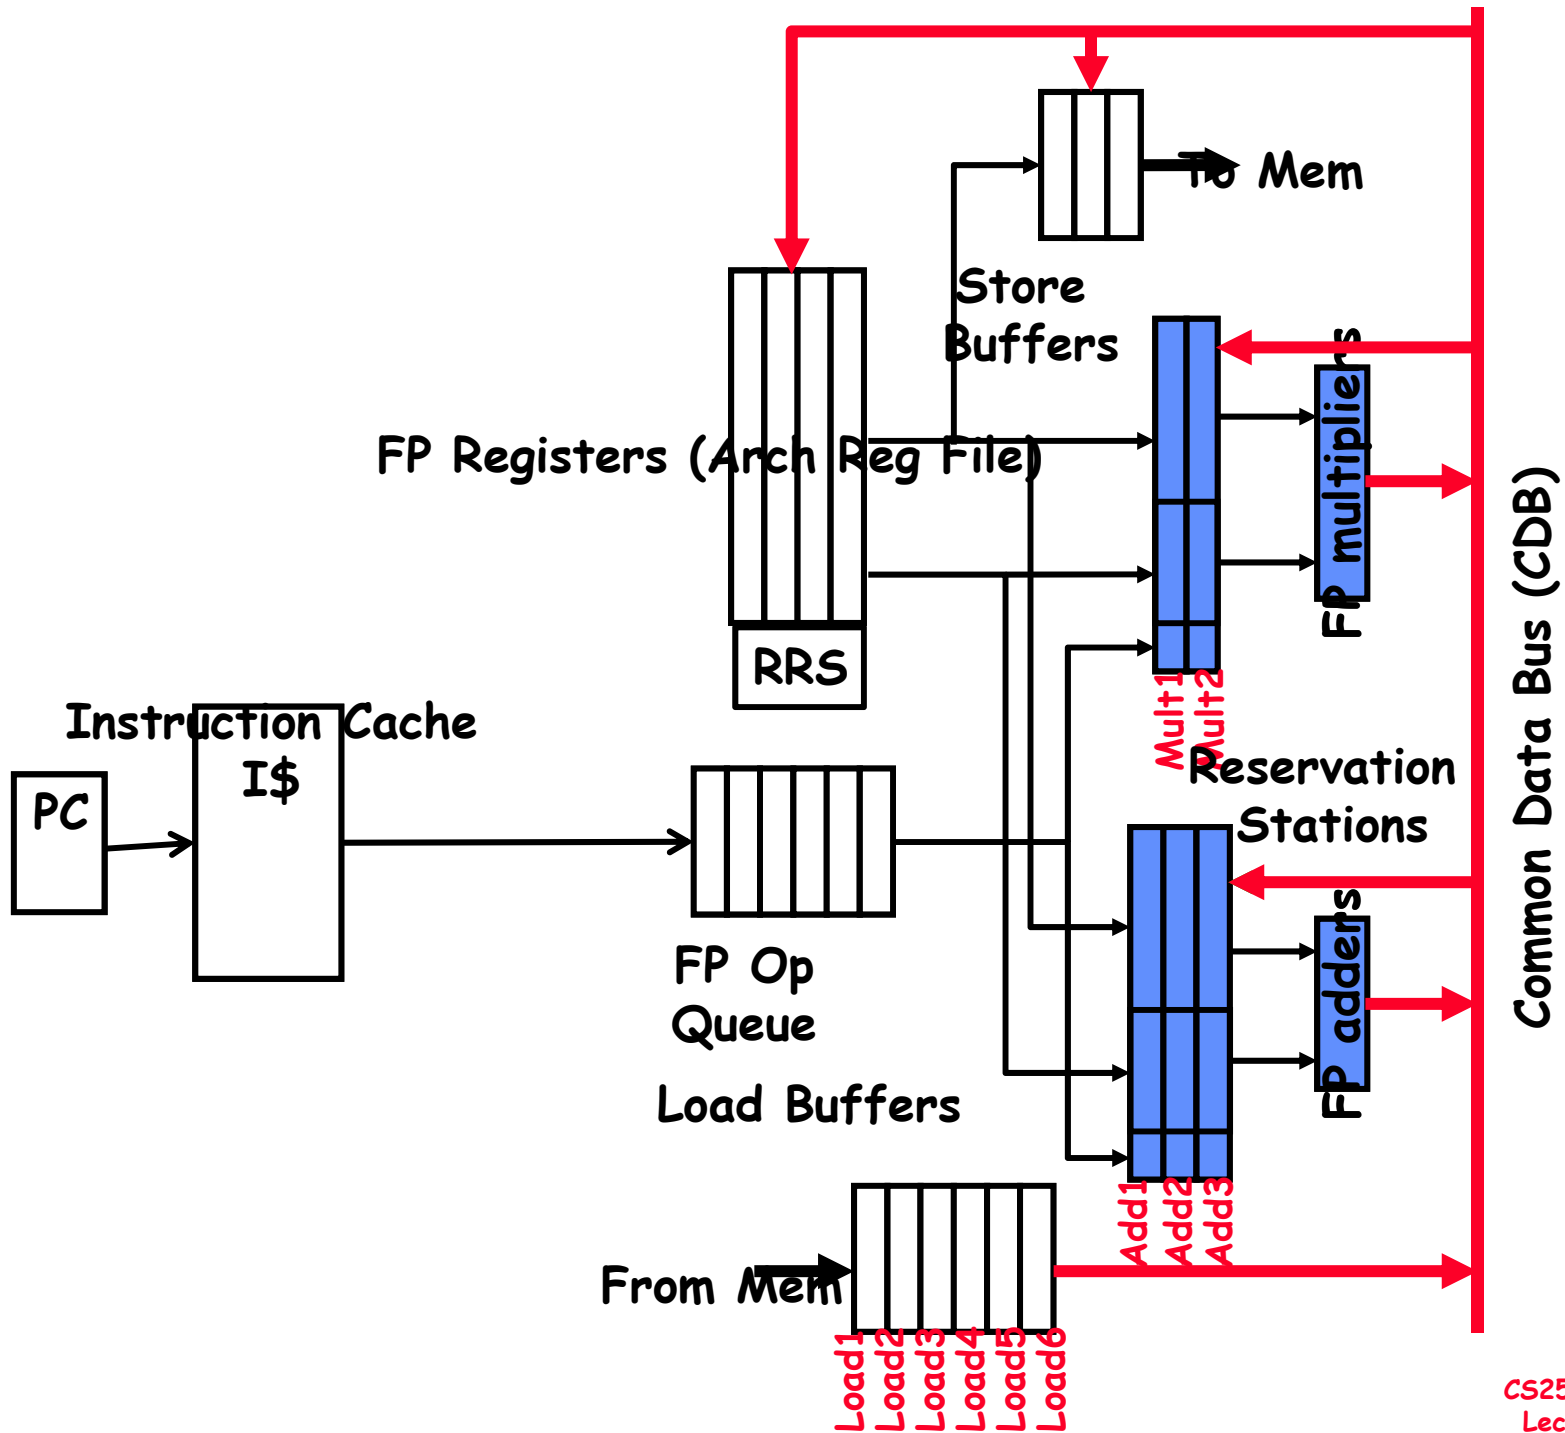 To Mem
Store
Buffers
FP Registers (Arch Reg File)
FP multipliers
RRS
Mult1
Mult2
Instruction Cache
I$
PC
Reservation
Stations
Common Data Bus (CDB)
FP adders
FP Op
Queue
Load Buffers
Add1
Add2
Add3
From Mem
Load1
Load2
Load3
Load4
Load5
Load6
CS25
Lec